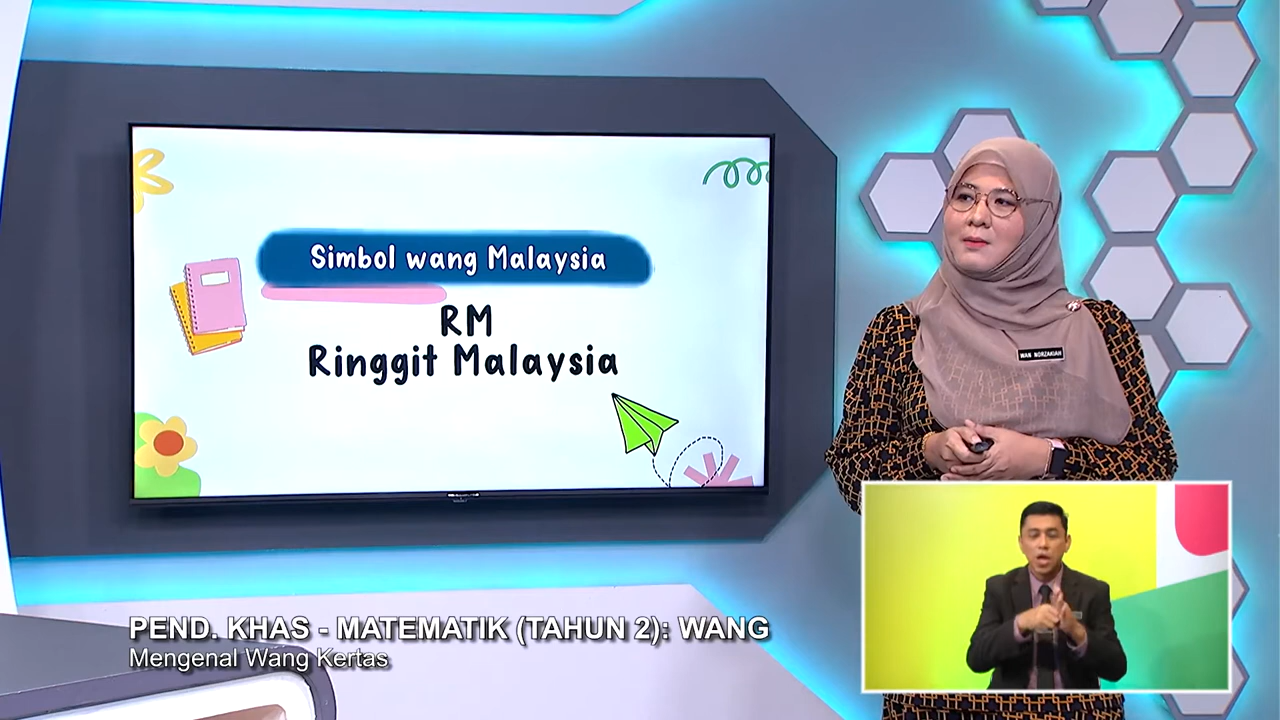 Simbol wang Malaysia
RM
Ringgit Malaysia
WAN NORZAKIAH
PEND. KHAS - MATEMATIK (TAHUN 2): WANG
Mengenal Wang Kertas